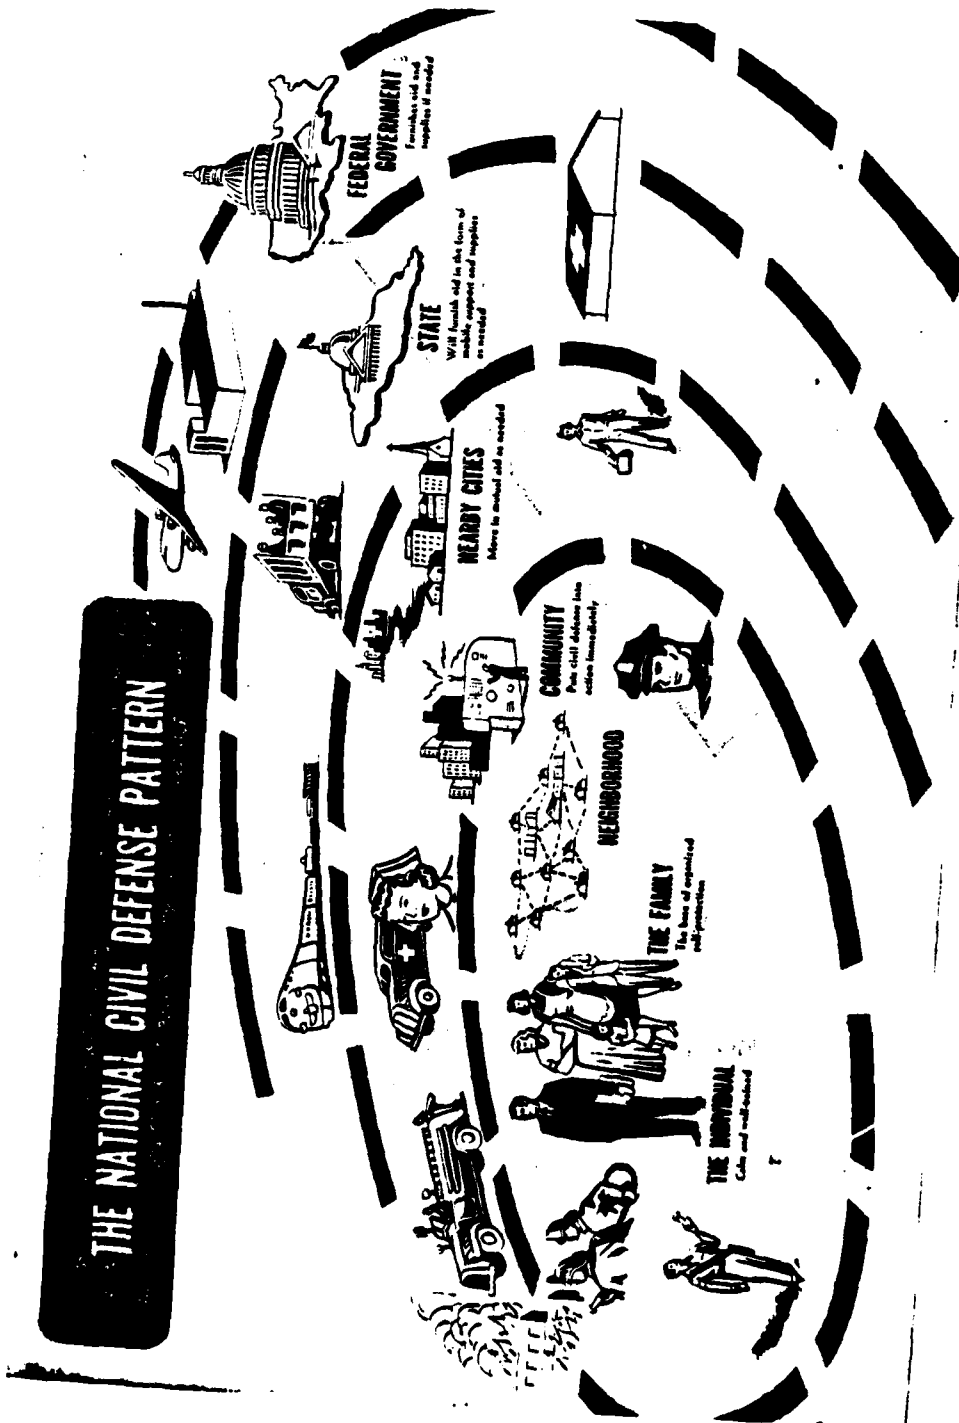 THE NATIONAL CIVIL DEFENSE PATTERN
THE INDIVIDUAL
Calm and well-trained
THE FAMILY
The base of organized
self-protection
NEIGHBORHOOD
COMMUNITY
Puts civil defense into
action immediately
NEARBY CITIES
Move in mutual aid as needed
STATE
Will furnish aid in the form of
mobile support and supplies
as needed
FEDERAL
GOVERNMENT
Furnishes aid and
supplies if needed